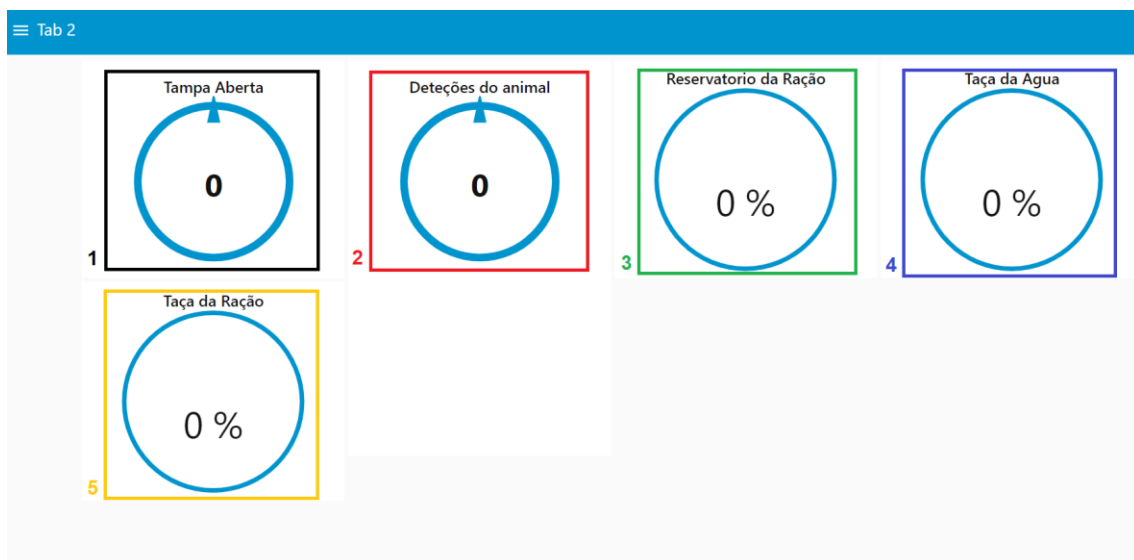 Tab 2
Tampa Aberta
0
1
Deteções do animal
0
2
Reservatorio da Ração
0 %
3
Taça da Agua
0 %
4
Taça da Ração
0 %
5